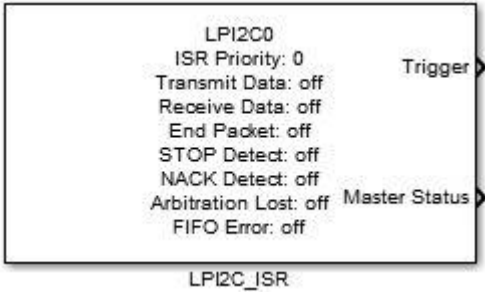 LPI2C0
ISR Priority: 0
Transmit Data: off
Receive Data: off
End Packet: off
STOP Detect: off
NACK Detect: off
Arbitration Lost: off
FIFO Error: off
Trigger
Master Status
LPI2C_ISR